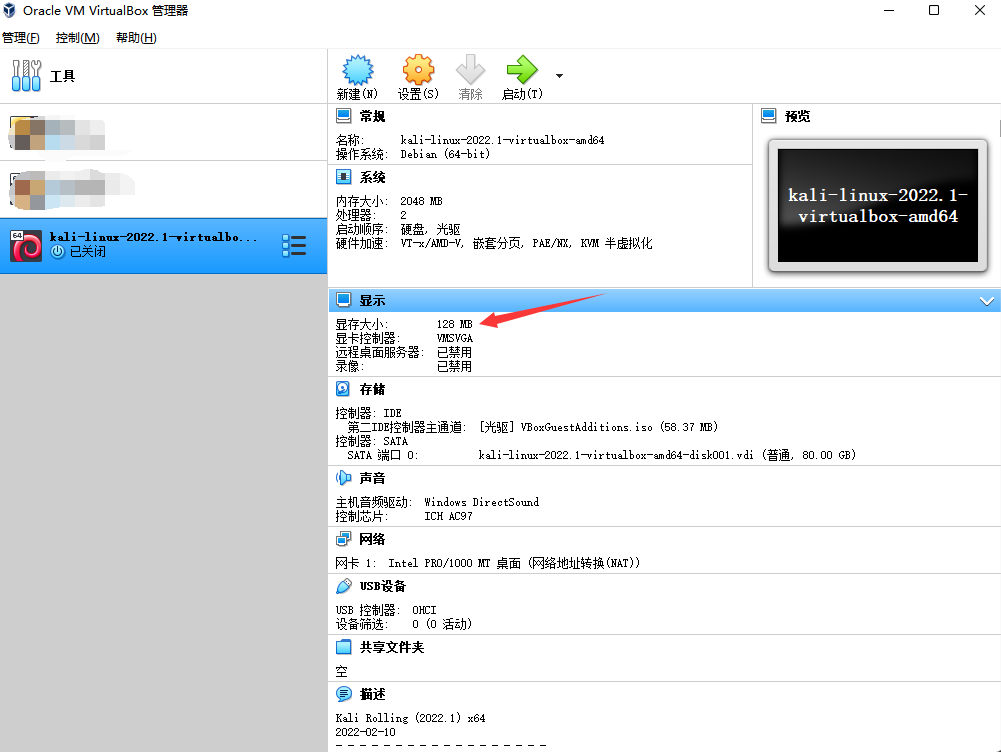 Oracle VM VirtualBox 管理器
管理(F) 控制(M) 帮助(H)
工具
新建(N) 设置(S) 清除 启动(T)
64
kali-linux-2022.1-virtualbo...
已关闭
常规
名称: kali-linux-2022.1-virtualbox-amd64
操作系统: Debian (64-bit)
系统
内存大小: 2048 MB
处理器: 2
启动顺序: 硬盘, 光驱
硬件加速: VT-x/AMD-V, 嵌套分页, PAE/NX, KVM 半虚拟化
预览
kali-linux-2022.1-
virtualbox-amd64
显示
显存大小: 128 MB
显卡控制器: VMSVGA
远程桌面服务器: 已禁用
录像: 已禁用
存储
控制器: IDE
第二IDE控制器主通道: [光驱] VBoxGuestAdditions.iso (58.37 MB)
控制器: SATA
SATA 端口 0: kali-linux-2022.1-virtualbox-amd64-disk001.vdi (普通, 80.00 GB)
声音
主机音频驱动: Windows DirectSound
控制芯片: ICH AC97
网络
网卡 1: Intel PRO/1000 MT 桌面 (网络地址转换(NAT))
USB设备
USB 控制器: OHCI
设备筛选: 0 (0 活动)
共享文件夹
空
描述
Kali Rolling (2022.1) x64
2022-02-10
- - - - - - - - - - - - - - - - - -